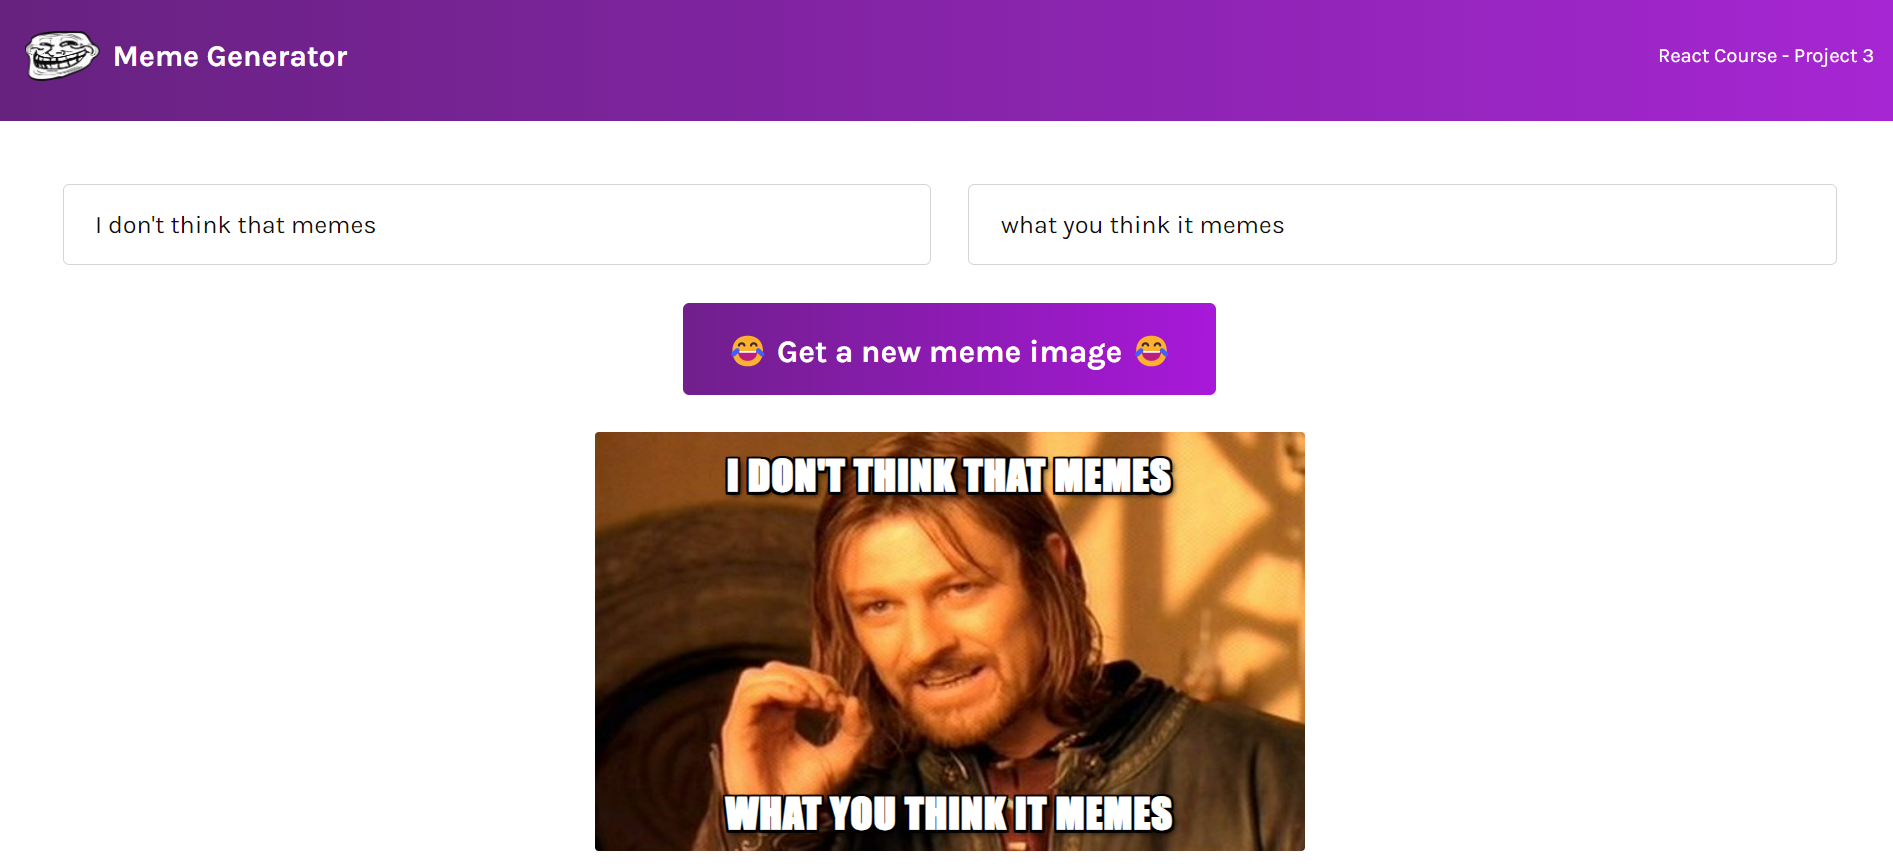 Meme Generator
React Course - Project 3
I don't think that memes
what you think it memes
😂 Get a new meme image 😂
I DON'T THINK THAT MEMES
WHAT YOU THINK IT MEMES